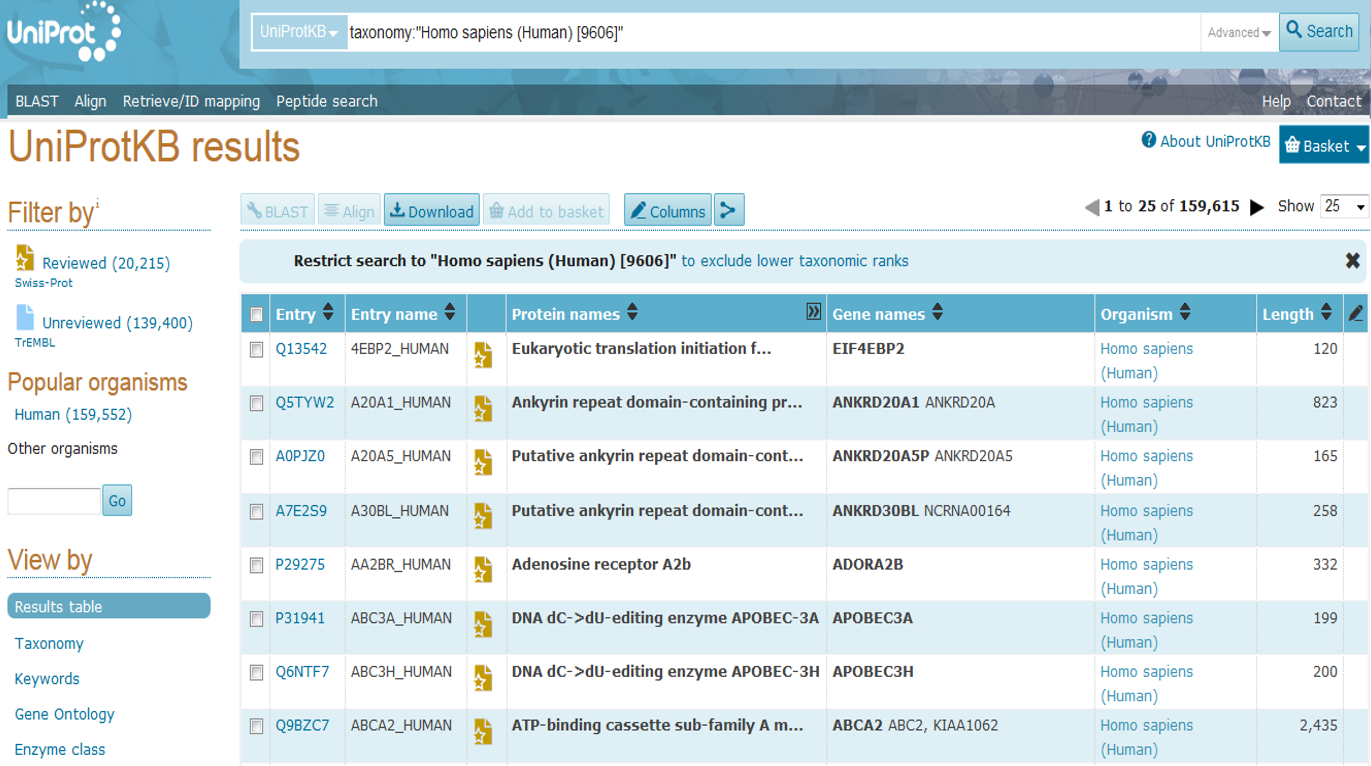 UniProt
UniProtKB taxonomy:"Homo sapiens (Human) [9606]" Advanced Search
BLAST Align Retrieve/ID mapping Peptide search Help Contact
UniProtKB results
? About UniProtKB Basket
Filter by i
BLAST Align Download Add to basket Columns
1 to 25 of 159,615 Show 25
Reviewed (20,215)
Swiss-Prot
Unreviewed (139,400)
TrEMBL
Popular organisms
Human (159,552)
Other organisms
Go
View by
Results table
Taxonomy
Keywords
Gene Ontology
Enzyme class
Restrict search to "Homo sapiens (Human) [9606]" to exclude lower taxonomic ranks
Entry Entry name Protein names Gene names Organism Length
Q13542 4EBP2_HUMAN Eukaryotic translation initiation f... EIF4EBP2 Homo sapiens 120
(Human)
Q5TYW2 A20A1_HUMAN Ankyrin repeat domain-containing pr... ANKRD20A1 ANKRD20A Homo sapiens 823
(Human)
A0PJZ0 A20A5_HUMAN Putative ankyrin repeat domain-cont... ANKRD20A5P ANKRD20A5 Homo sapiens 165
(Human)
A7E2S9 A30BL_HUMAN Putative ankyrin repeat domain-cont... ANKRD30BL NCRNA00164 Homo sapiens 258
(Human)
P29275 AA2BR_HUMAN Adenosine receptor A2b ADORA2B Homo sapiens 332
(Human)
P31941 ABC3A_HUMAN DNA dC->dU-editing enzyme APOBEC-3A APOBEC3A Homo sapiens 199
(Human)
Q6NTF7 ABC3H_HUMAN DNA dC->dU-editing enzyme APOBEC-3H APOBEC3H Homo sapiens 200
(Human)
Q9BZC7 ABCA2_HUMAN ATP-binding cassette sub-family A m... ABCA2 ABC2, KIAA1062 Homo sapiens 2,435
(Human)